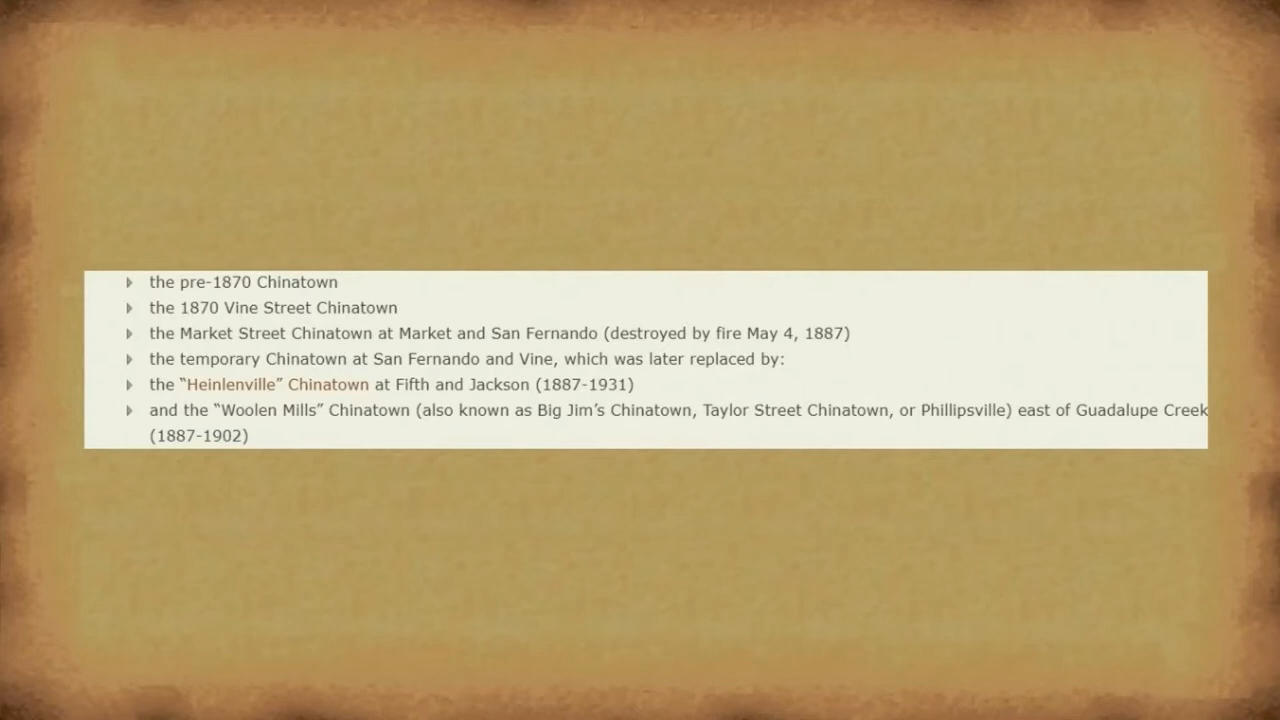 the pre-1870 Chinatown
the 1870 Vine Street Chinatown
the Market Street Chinatown at Market and San Fernando (destroyed by fire May 4, 1887)
the temporary Chinatown at San Fernando and Vine, which was later replaced by:
the “Heinlenville” Chinatown at Fifth and Jackson (1887-1931)
and the “Woolen Mills” Chinatown (also known as Big Jim’s Chinatown, Taylor Street Chinatown, or Phillipsville) east of Guadalupe Creek
(1887-1902)